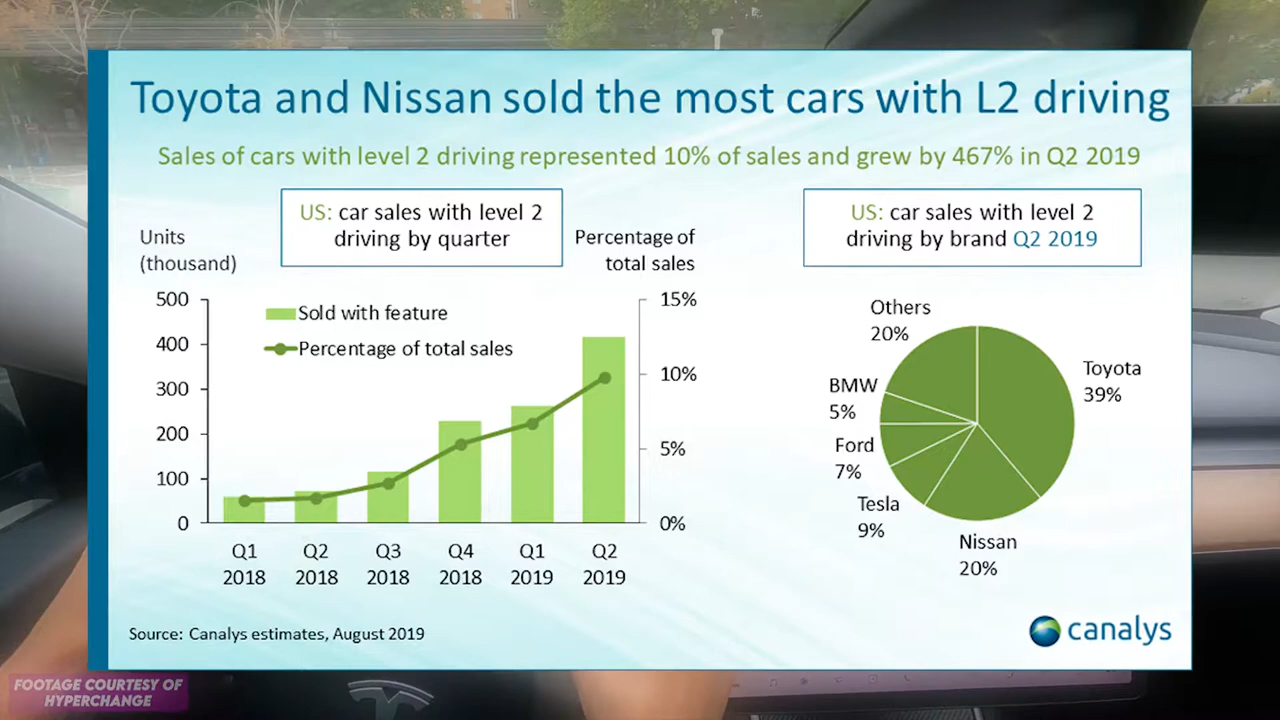 Toyota and Nissan sold the most cars with L2 driving
Sales of cars with level 2 driving represented 10% of sales and grew by 467% in Q2 2019
US: car sales with level 2
driving by quarter
Units
(thousand)
Percentage of
total sales
500
400
300
200
100
0
Sold with feature
Percentage of total sales
15%
10%
5%
0%
Q1
2018
Q2
2018
Q3
2018
Q4
2018
Q1
2019
Q2
2019
US: car sales with level 2
driving by brand Q2 2019
Others
20%
Toyota
39%
BMW
5%
Ford
7%
Tesla
9%
Nissan
20%
Source: Canalys estimates, August 2019
canalys
FOOTAGE COURTESY OF
HYPERCHANGE